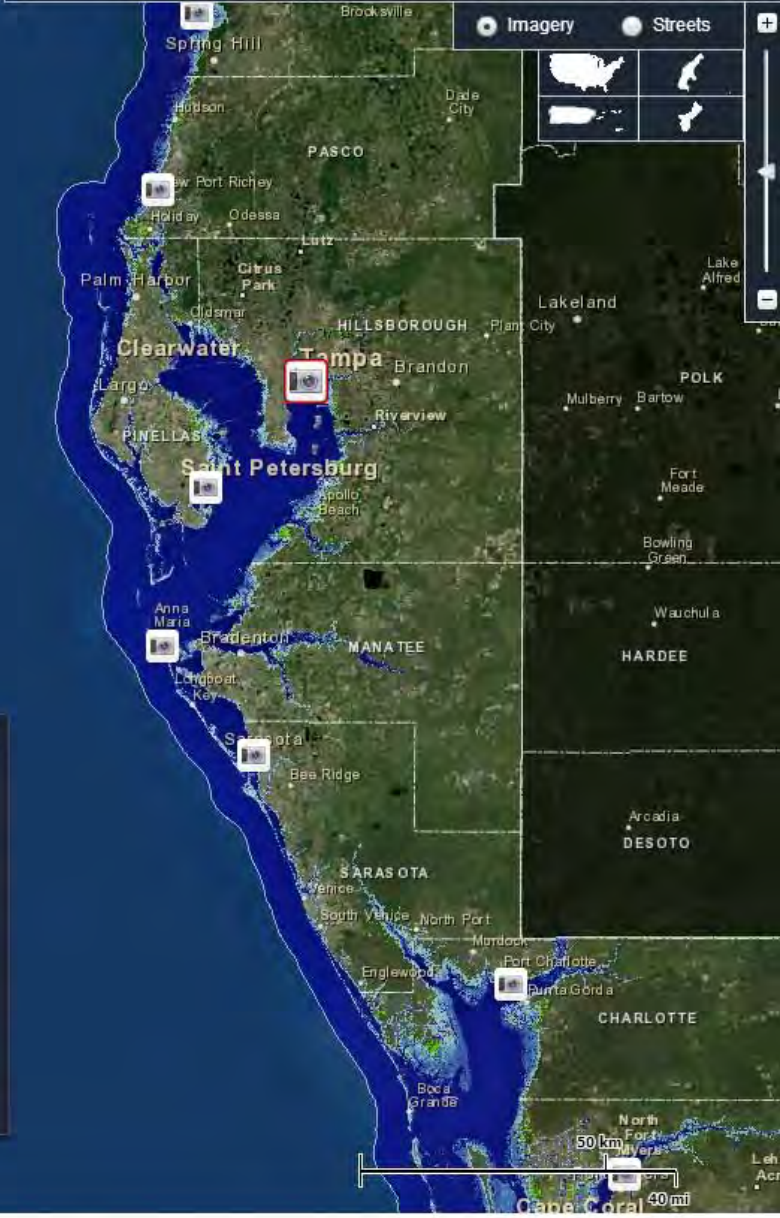 Brooksville
Imagery
Streets
Spring Hill
Dade
City
Hudson
PASCO
New Port Richey
Holiday
Odessa
Lutz
Citrus
Park
Lake
Alfred
Palm Harbor
Oldsmar
Lakeland
HILLSBOROUGH
Plant City
Clearwater
Tampa
Brandon
POLK
Largo
Mulberry
Bartow
Riverview
PINELLAS
Saint Petersburg
Fort
Meade
Apollo
Beach
Bowling
Green
Anna
Maria
Wauchula
Bradenton
MANATEE
HARDEE
Longboat
Key
Sarasota
Bee Ridge
Arcadia
DESOTO
SARASOTA
Venice
South Venice
North Port
Murdock
Port Charlotte
Englewood
Punta Gorda
CHARLOTTE
Boca
Grande
North
Fort
Myers
50 km
Leh
Acr
40 mi
Cape Coral